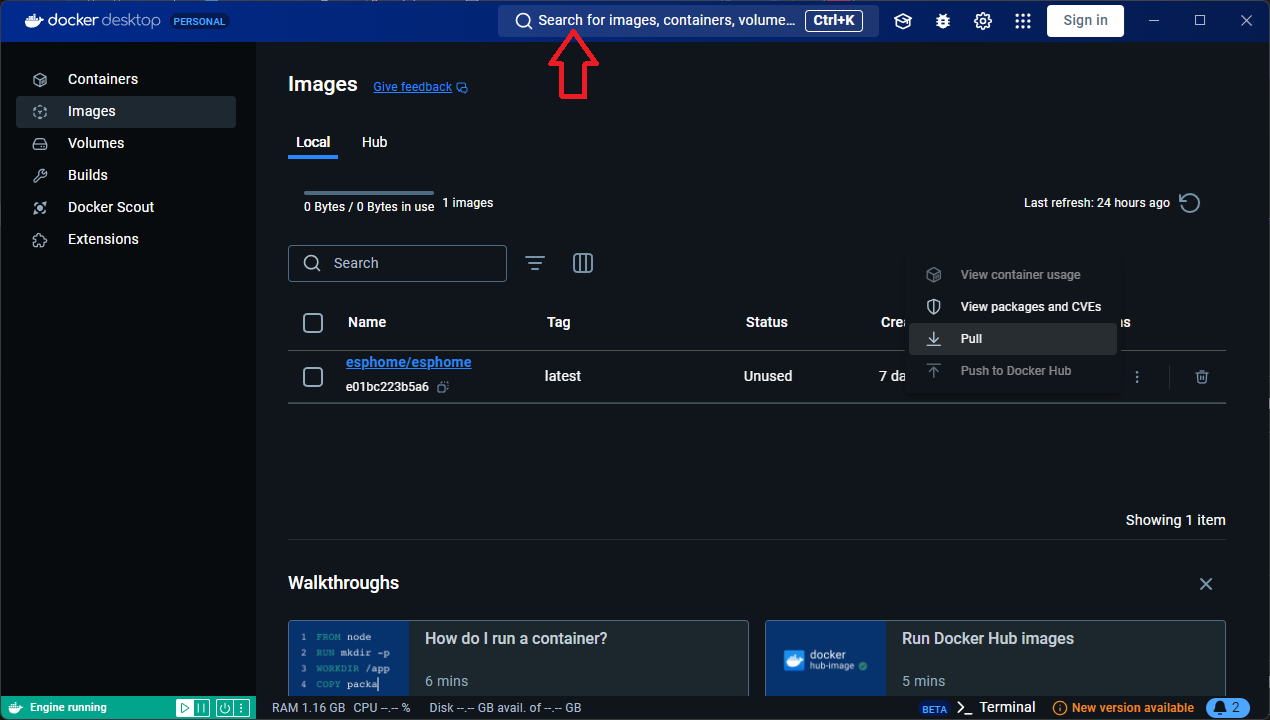 docker desktop PERSONAL
Search for images, containers, volume... Ctrl+K
Sign in
Containers
Images
Volumes
Builds
Docker Scout
Extensions
Images Give feedback
Local Hub
0 Bytes / 0 Bytes in use 1 images
Last refresh: 24 hours ago
Search
View container usage
View packages and CVEs
Pull
Push to Docker Hub
Name Tag Status Crea ns
esphome/esphome
e01bc223b5a6
latest Unused 7 da
Showing 1 item
Walkthroughs
1 FROM node
2 RUN mkdir -p
3 WORKDIR /app
4 COPY packa
How do I run a container?
6 mins
docker
hub-image
Run Docker Hub images
5 mins
Engine running
RAM 1.16 GB CPU --.-- % Disk --.-- GB avail. of --.-- GB
BETA >_ Terminal
New version available
2